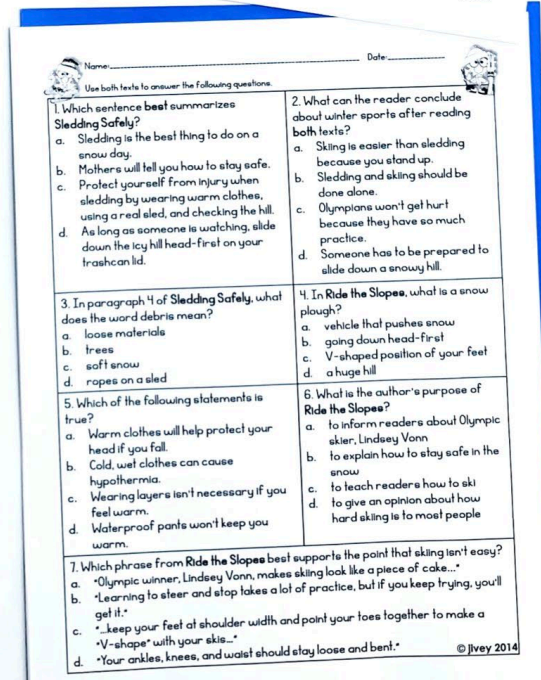 Name: Date:
Use both texts to answer the following questions.
1. Which sentence best summarizes
Sledding Safely?
a. Sledding is the best thing to do on a
snow day.
b. Mothers will tell you how to stay safe.
c. Protect yourself from injury when
sledding by wearing warm clothes,
using a real sled, and checking the hill.
d. As long as someone is watching, slide
down the icy hill head-first on your
trashcan lid.
2. What can the reader conclude
about winter sports after reading
both texts?
a. Skiing is easier than sledding
because you stand up.
b. Sledding and skiing should be
done alone.
c. Olympians won't get hurt
because they have so much
practice.
d. Someone has to be prepared to
slide down a snowy hill.
3. In paragraph 4 of Sledding Safely, what
does the word debris mean?
a. loose materials
b. trees
c. soft snow
d. ropes on a sled
4. In Ride the Slopes, what is a snow
plough?
a. vehicle that pushes snow
b. going down head-first
c. V-shaped position of your feet
d. a huge hill
5. Which of the following statements is
true?
a. Warm clothes will help protect your
head if you fall.
b. Cold, wet clothes can cause
hypothermia.
c. Wearing layers isn't necessary if you
feel warm.
d. Waterproof pants won't keep you
warm.
6. What is the author's purpose of
Ride the Slopes?
a. to inform readers about Olympic
skier, Lindsey Vonn
b. to explain how to stay safe in the
snow
c. to teach readers how to ski
d. to give an opinion about how
hard skiing is to most people
7. Which phrase from Ride the Slopes best supports the point that skiing isn't easy?
a. "Olympic winner, Lindsey Vonn, makes skiing look like a piece of cake..."
b. "Learning to steer and stop takes a lot of practice, but if you keep trying, you'll
get it."
c. "...keep your feet at shoulder width and point your toes together to make a
"V-shape" with your skis..."
d. "Your ankles, knees, and waist should stay loose and bent."
© Jivey 2014